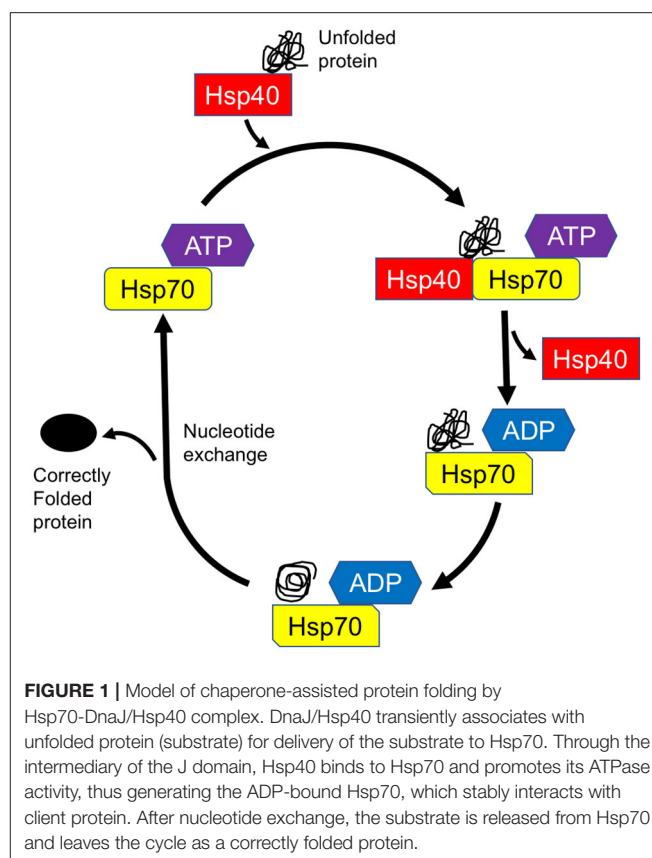 Unfolded
protein
Hsp40
ATP
Hsp70
ATP
Hsp40
Hsp70
Hsp40
ADP
Hsp70
Nucleotide
exchange
Correctly
Folded
protein
ADP
Hsp70
FIGURE 1 | Model of chaperone-assisted protein folding by
Hsp70-DnaJ/Hsp40 complex. DnaJ/Hsp40 transiently associates with
unfolded protein (substrate) for delivery of the substrate to Hsp70. Through the
intermediary of the J domain, Hsp40 binds to Hsp70 and promotes its ATPase
activity, thus generating the ADP-bound Hsp70, which stably interacts with
client protein. After nucleotide exchange, the substrate is released from Hsp70
and leaves the cycle as a correctly folded protein.